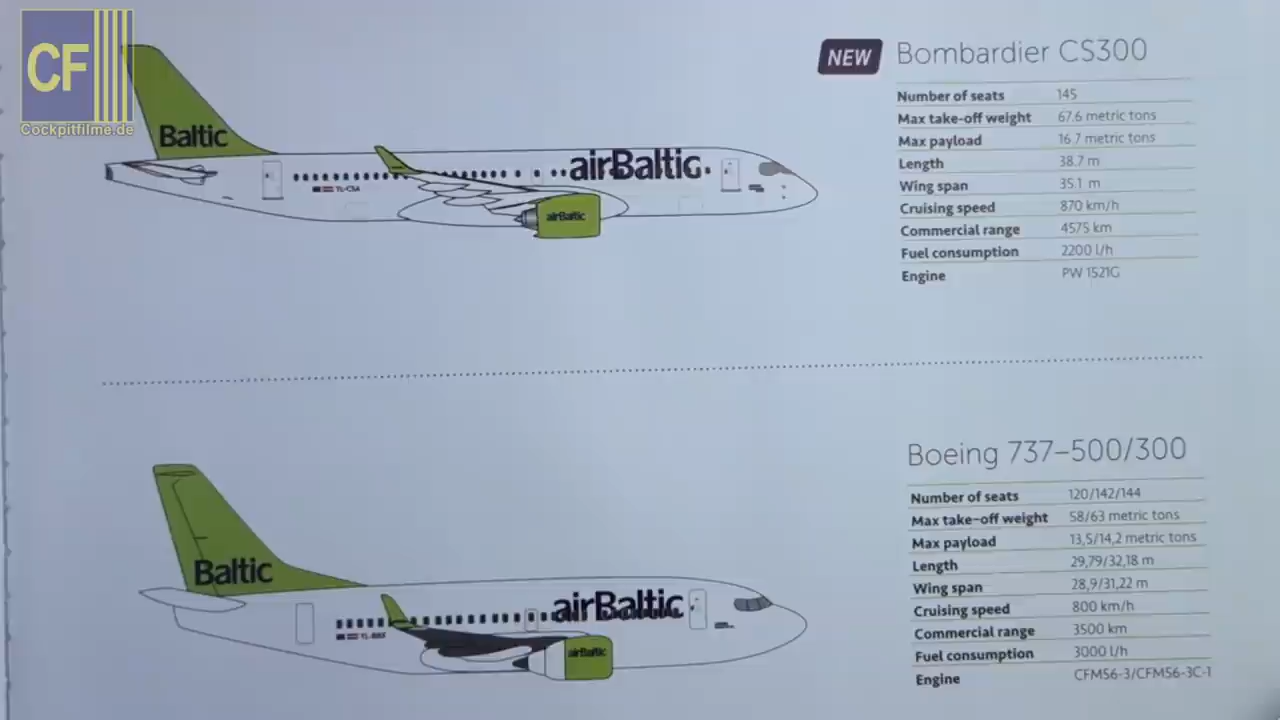 CF
Cockpitfilme.de
NEW Bombardier CS300
Number of seats 145
Max take-off weight 67.6 metric tons
Max payload 16.7 metric tons
Length 38.7 m
Wing span 35.1 m
Cruising speed 870 km/h
Commercial range 4575 km
Fuel consumption 2200 l/h
Engine PW 1521G
Baltic
airBaltic
YL-CSA
airBaltic
Boeing 737–500/300
Number of seats 120/142/144
Max take-off weight 58/63 metric tons
Max payload 13,5/14,2 metric tons
Length 29,79/32,18 m
Wing span 28,9/31,22 m
Cruising speed 800 km/h
Commercial range 3500 km
Fuel consumption 3000 l/h
Engine CFM56-3/CFM56-3C-1
Baltic
airBaltic
airBaltic